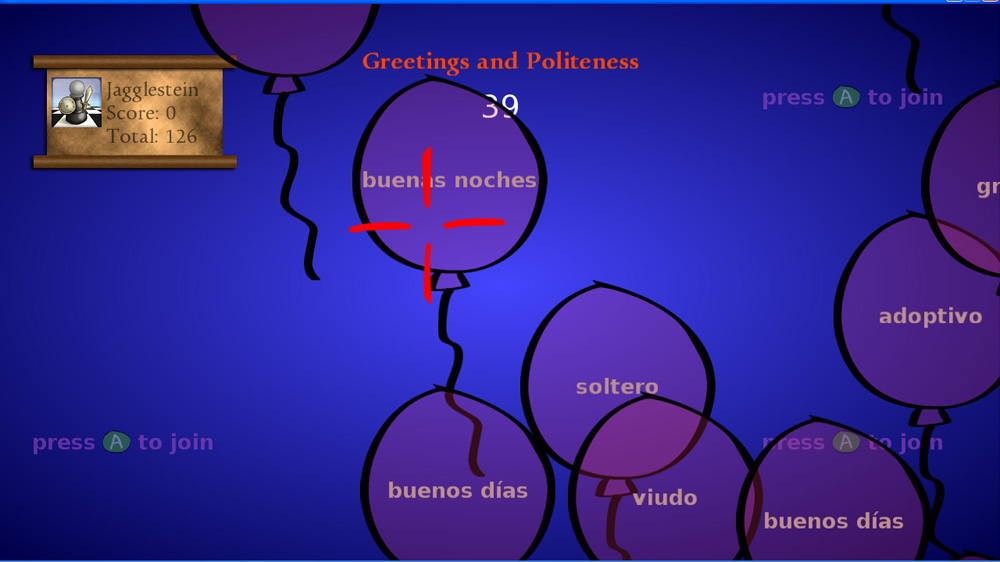 Greetings and Politeness
Jagglestein
Score: 0
Total: 126
39
press A to join
buenas noches
adoptivo
soltero
press A to join
press A to join
buenos días
viudo
buenos días